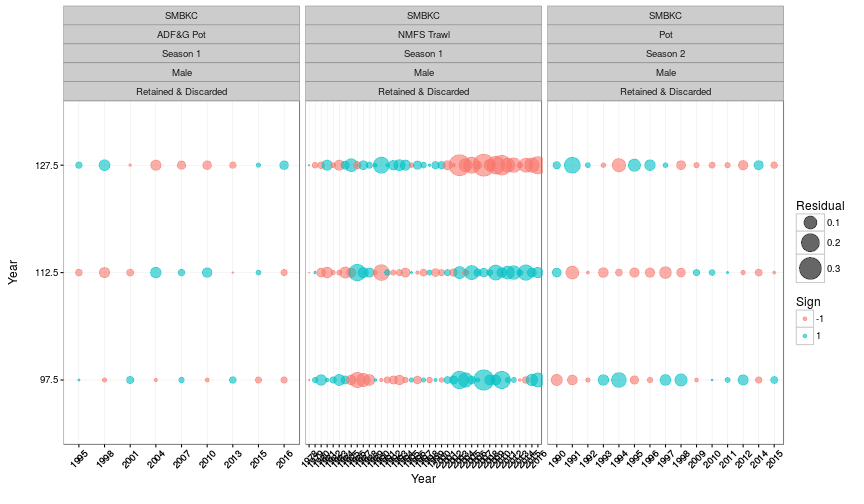 SMBKC SMBKC SMBKC
ADF&G Pot NMFS Trawl Pot
Season 1 Season 1 Season 2
Male Male Male
Retained & Discarded Retained & Discarded Retained & Discarded
127.5
112.5
97.5
Year
1995 1998 2001 2004 2007 2010 2013 2015 2016
2016
1990 1991 1992 1993 1994 1995 1996 1997 1998 2009 2010 2011 2012 2014 2015
Year
Residual
0.1
0.2
0.3
Sign
-1
1